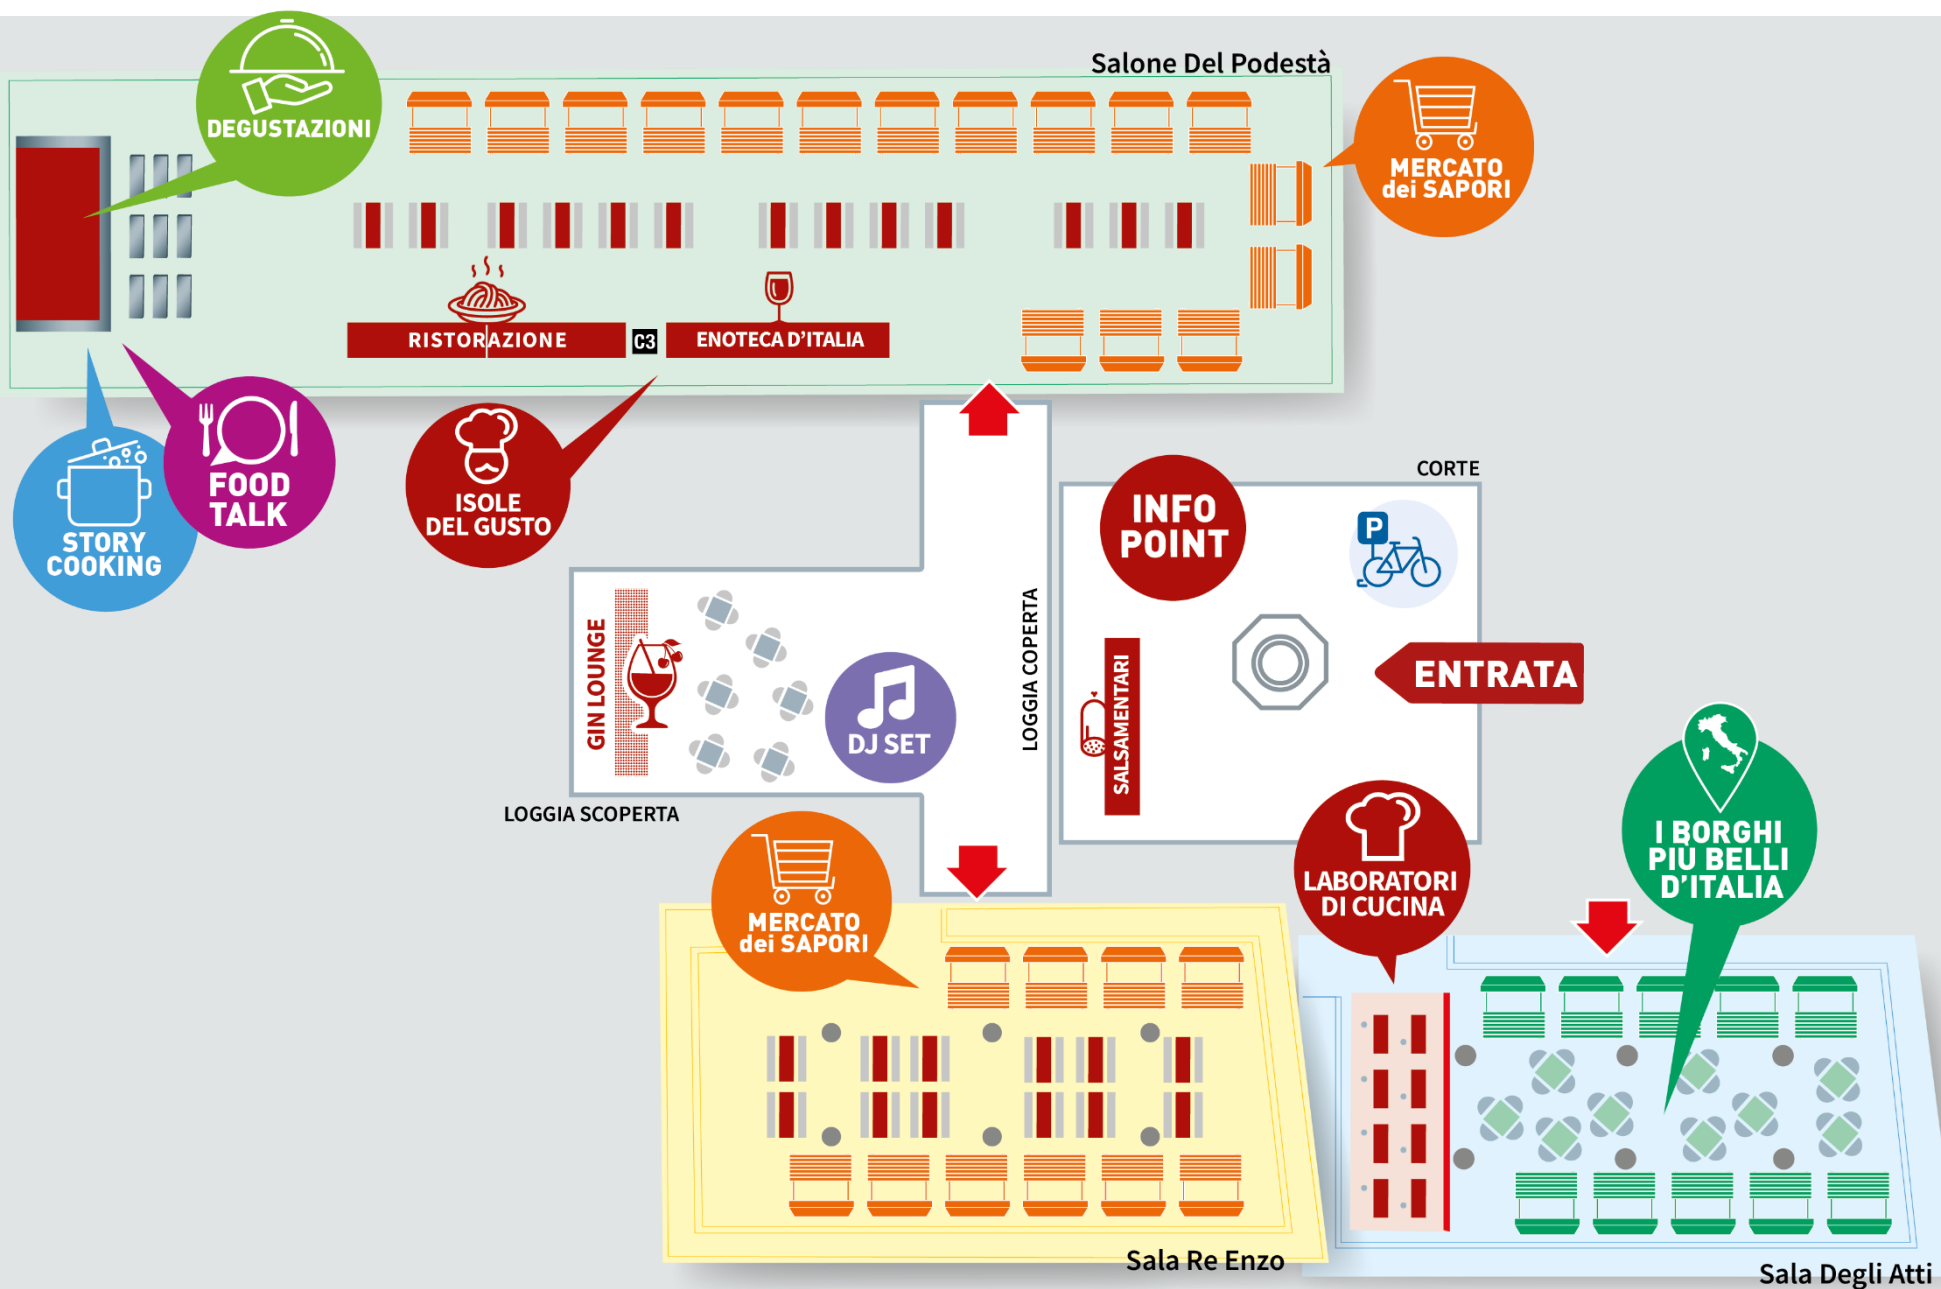 Salone Del Podestà
DEGUSTAZIONI
MERCATO
dei SAPORI
RISTORAZIONE
C3
ENOTECA D'ITALIA
STORY
COOKING
FOOD
TALK
ISOLE
DEL GUSTO
CORTE
INFO
POINT
P
GIN LOUNGE
DJ SET
LOGGIA COPERTA
SALSAMENTARI
ENTRATA
LOGGIA SCOPERTA
MERCATO
dei SAPORI
LABORATORI
DI CUCINA
I BORGHI
PIÙ BELLI
D'ITALIA
Sala Re Enzo
Sala Degli Atti